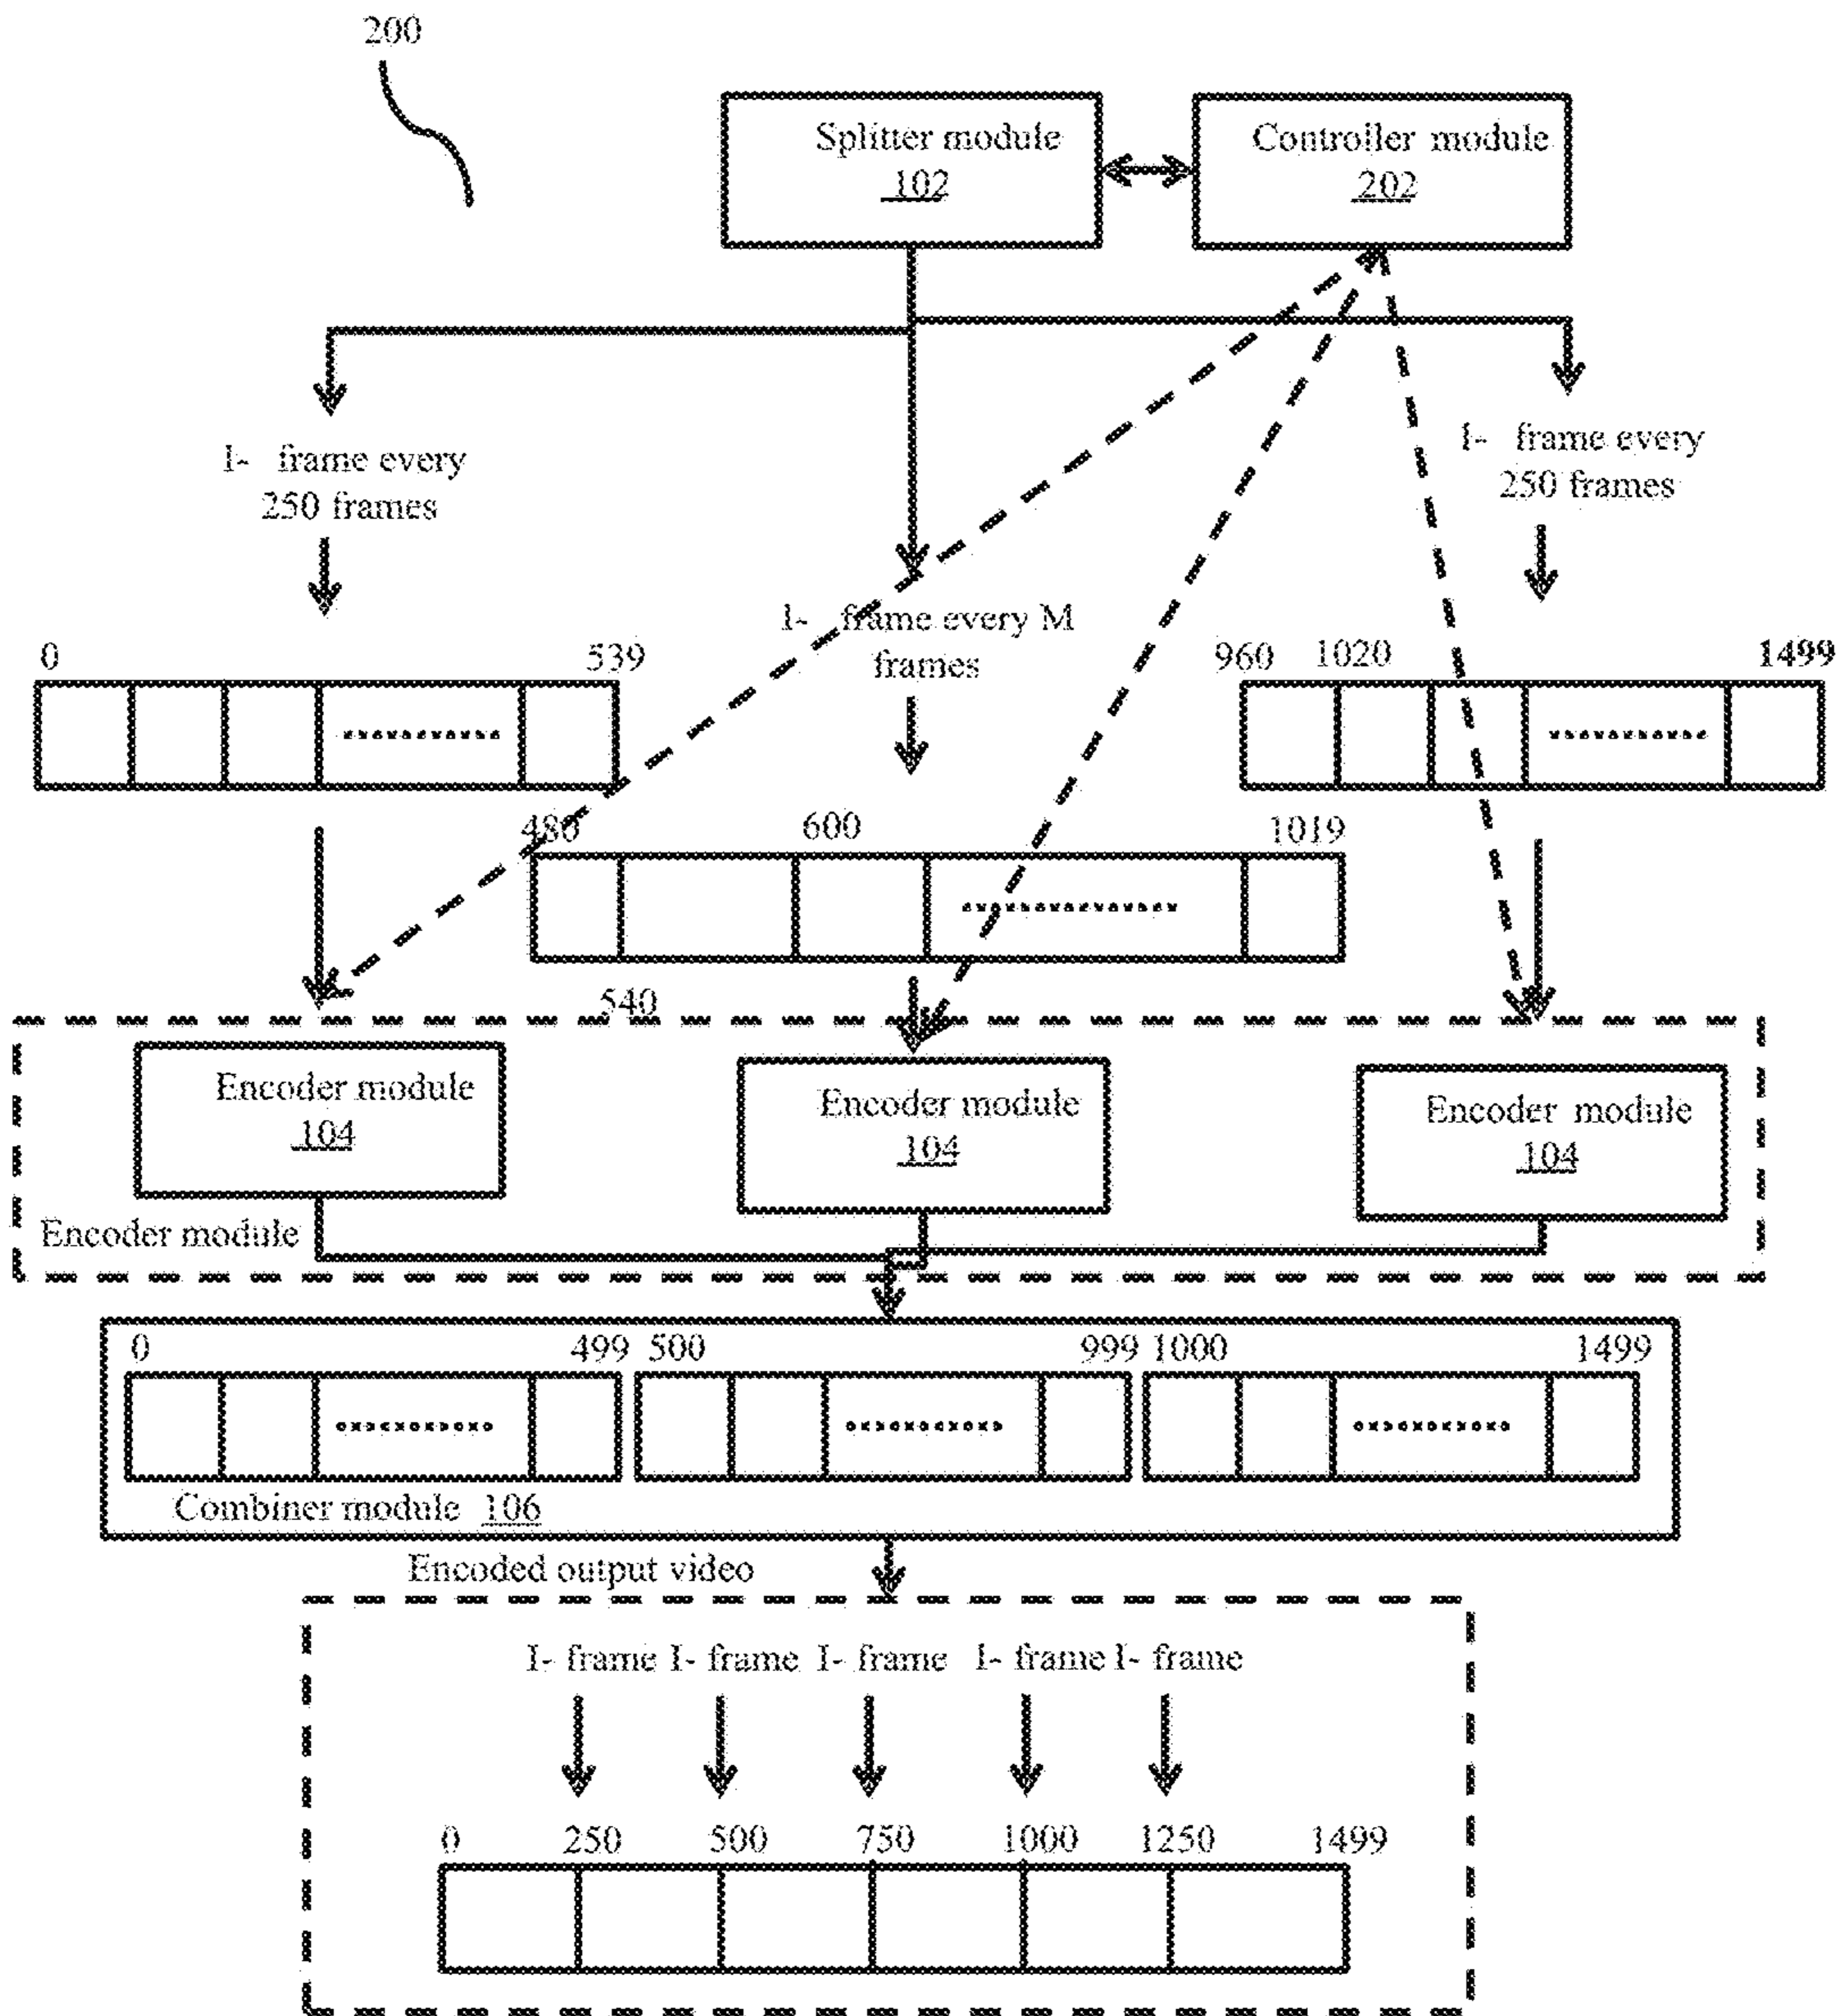 200
Splitter module
102
Controller module
202
I- frame every
250 frames
I- frame every M
frames
I- frame every
250 frames
0
539
960
1020
1499
480
600
1019
540
Encoder module
104
Encoder module
104
Encoder module
104
Encoder module
0
499
500
999
1000
1499
Combiner module 106
Encoded output video
I- frame
I- frame
I- frame
I- frame
I- frame
0
250
500
750
1000
1250
1499